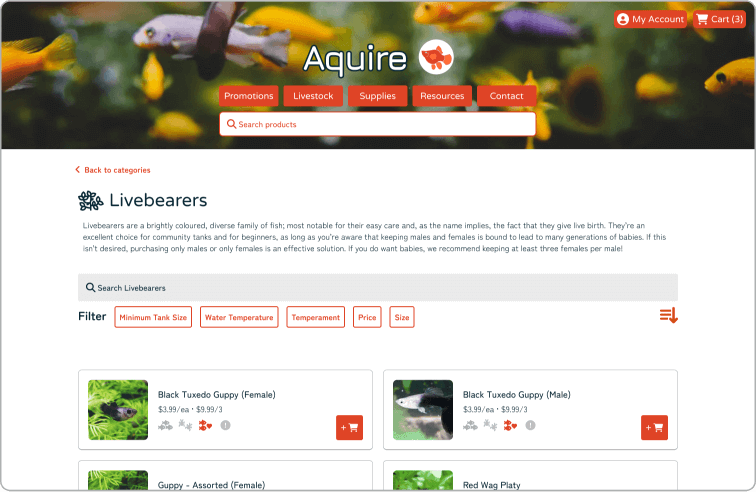 My Account
Cart (3)
Aquire
Promotions
Livestock
Supplies
Resources
Contact
Search products
Back to categories
Livebearers
Livebearers are a brightly coloured, diverse family of fish; most notable for their easy care and, as the name implies, the fact that they give live birth. They're an
excellent choice for community tanks and for beginners, as long as you're aware that keeping males and females is bound to lead to many generations of babies. If this
isn't desired, purchasing only males or only females is an effective solution. If you do want babies, we recommend keeping at least three females per male!
Search Livebearers
Filter
Minimum Tank Size
Water Temperature
Temperament
Price
Size
Black Tuxedo Guppy (Female)
$3.99/ea • $9.99/3
+
Black Tuxedo Guppy (Male)
$3.99/ea • $9.99/3
+
Guppy - Assorted (Female)
Red Wag Platy